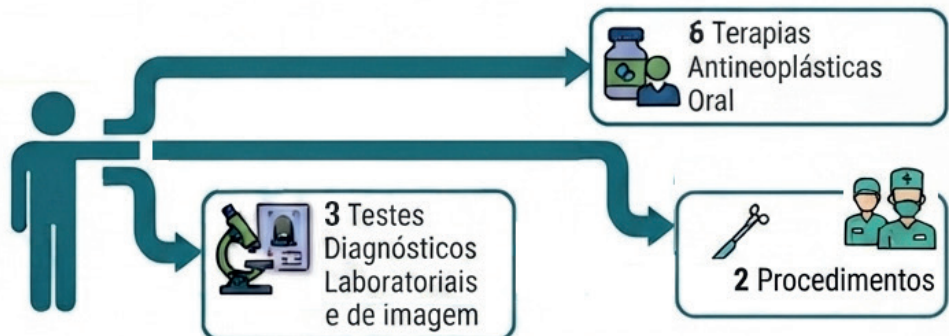 6 Terapias
Antineoplásticas
Oral
3 Testes
Diagnósticos
Laboratoriais
e de imagem
2 Procedimentos